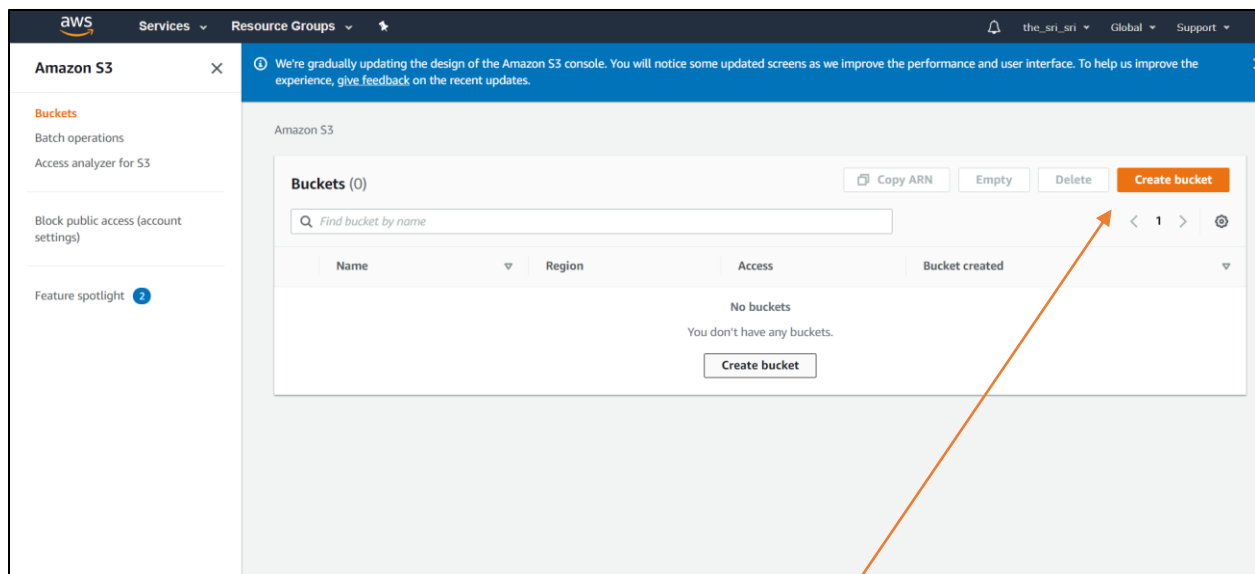 aws Services Resource Groups the_sri_sri Global Support
Amazon S3
We're gradually updating the design of the Amazon S3 console. You will notice some updated screens as we improve the performance and user interface. To help us improve the
experience, give feedback on the recent updates.
Buckets
Batch operations
Access analyzer for S3
Block public access (account
settings)
Feature spotlight 2
Amazon S3
Buckets (0) Copy ARN Empty Delete Create bucket
Find bucket by name 1
Name Region Access Bucket created
No buckets
You don't have any buckets.
Create bucket